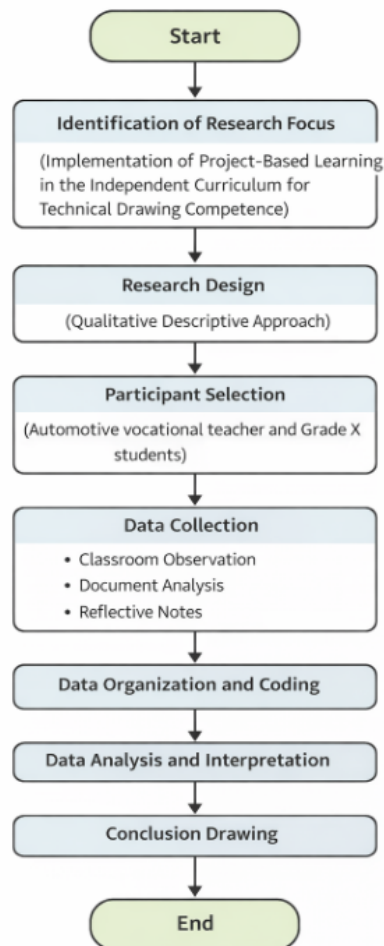 Start
Identification of Research Focus
(Implementation of Project-Based Learning
in the Independent Curriculum for
Technical Drawing Competence)
Research Design
(Qualitative Descriptive Approach)
Participant Selection
(Automotive vocational teacher and Grade X
students)
Data Collection
• Classroom Observation
• Document Analysis
• Reflective Notes
Data Organization and Coding
Data Analysis and Interpretation
Conclusion Drawing
End